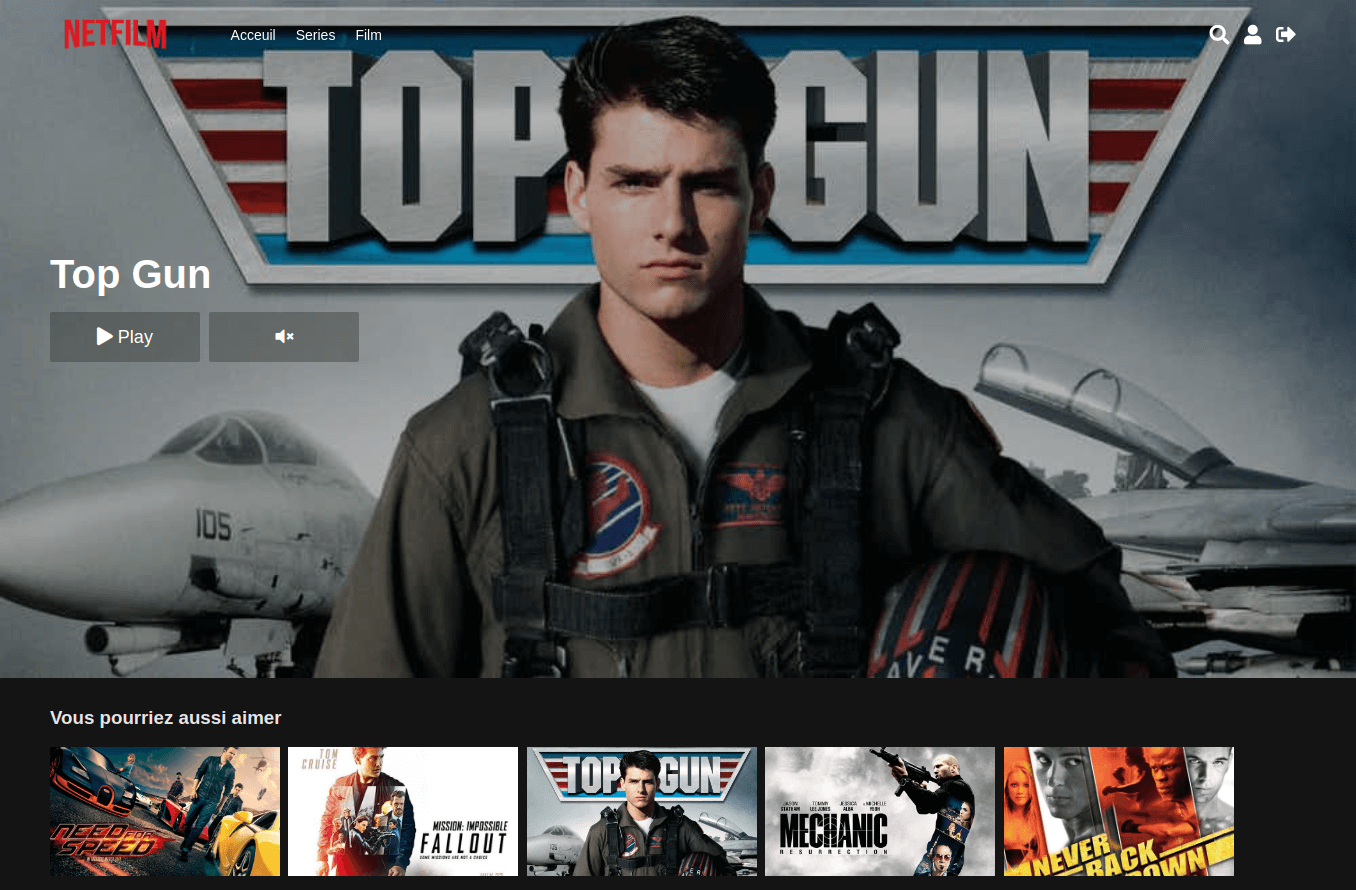 NETFILM
Acceuil Series Film
TOP GUN
Top Gun
Play
105
AVER
Vous pourriez aussi aimer
NEED FOR SPEED
TOM CRUISE
MISSION: IMPOSSIBLE
FALLOUT
SOME MISSIONS ARE NOT A CHOICE
TOP GUN
JASON STATHAM TOMMY LEE JONES JESSICA ALBA MICHELLE YEOH
MECHANIC
RESURRECTION
NEVER BACK DOWN